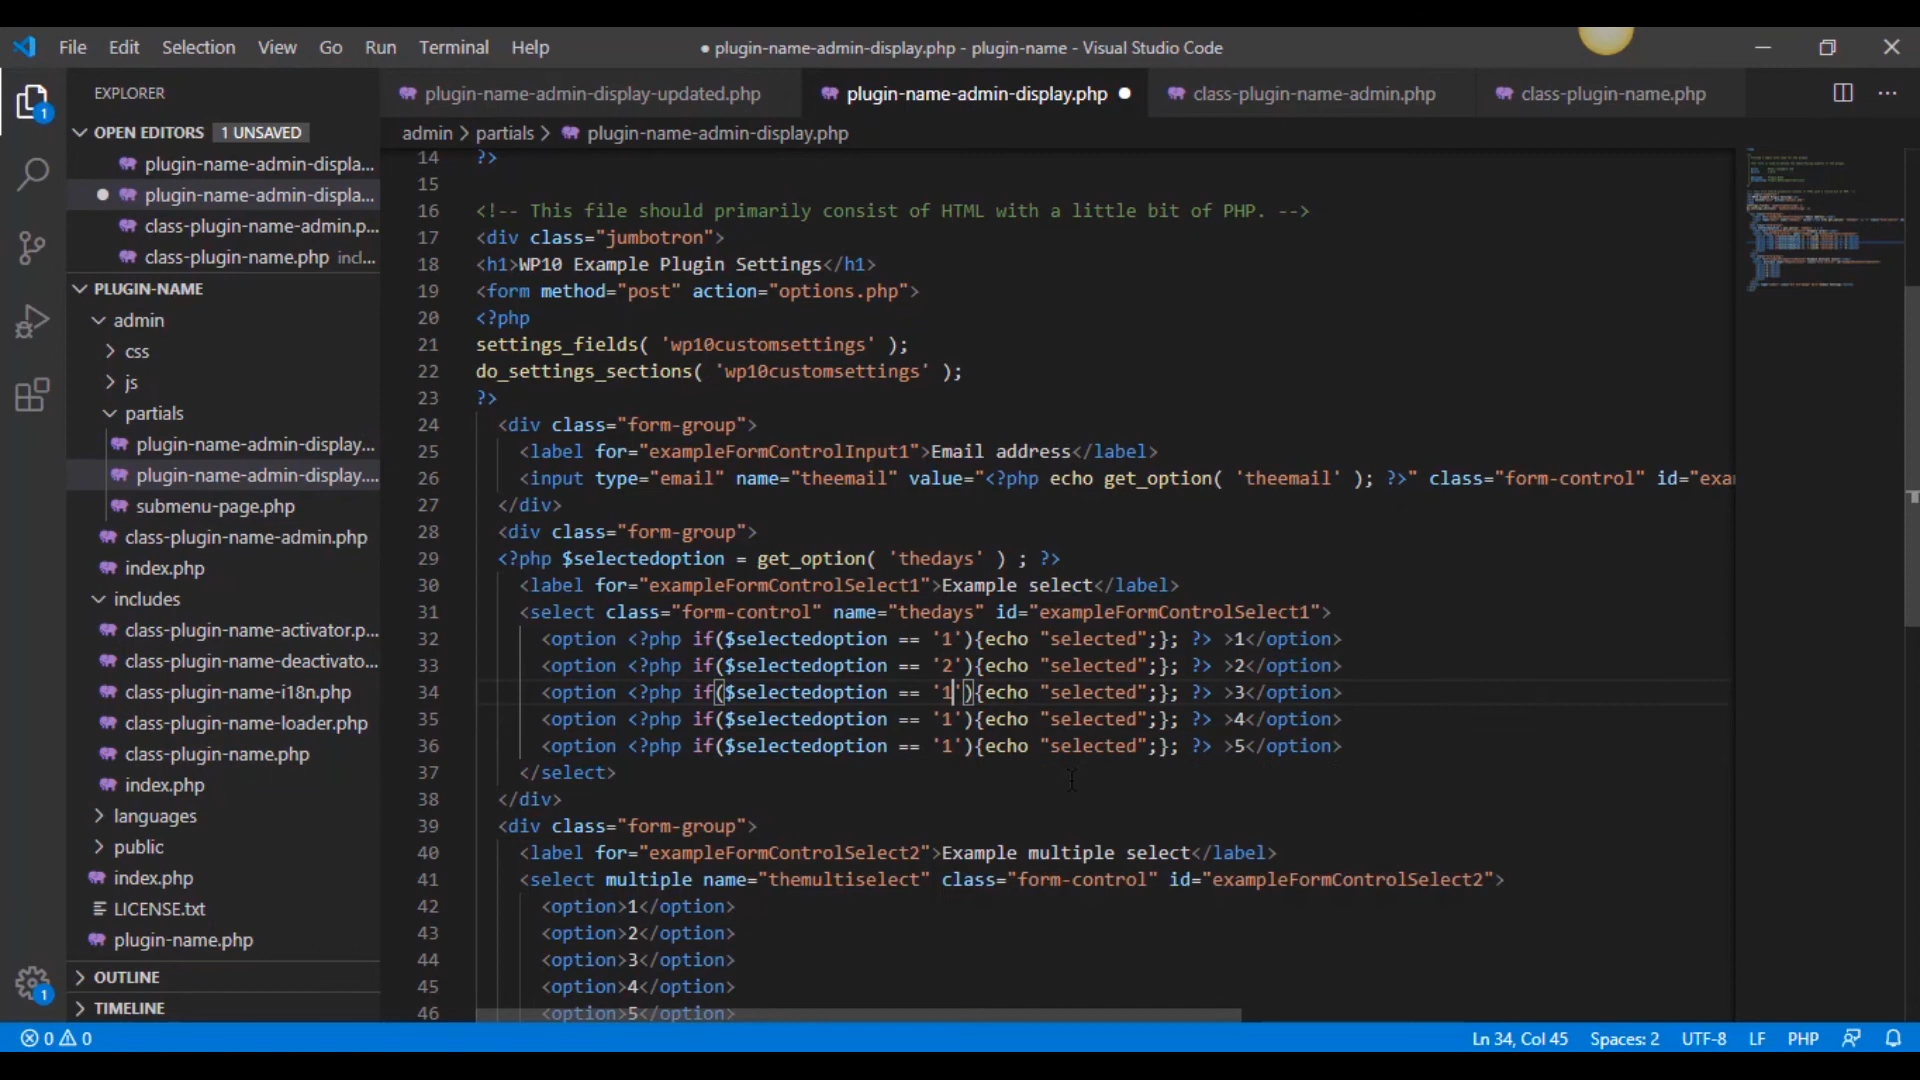 File Edit Selection View Go Run Terminal Help
● plugin-name-admin-display.php - plugin-name - Visual Studio Code
EXPLORER
OPEN EDITORS 1 UNSAVED
plugin-name-admin-displa...
plugin-name-admin-displa...
class-plugin-name-admin.p...
class-plugin-name.php incl...
PLUGIN-NAME
admin
css
js
partials
plugin-name-admin-display...
plugin-name-admin-display....
submenu-page.php
class-plugin-name-admin.php
index.php
includes
class-plugin-name-activator.p...
class-plugin-name-deactivato...
class-plugin-name-i18n.php
class-plugin-name-loader.php
class-plugin-name.php
index.php
languages
public
index.php
LICENSE.txt
plugin-name.php
OUTLINE
TIMELINE
1
1
plugin-name-admin-display-updated.php plugin-name-admin-display.php class-plugin-name-admin.php class-plugin-name.php
admin > partials > plugin-name-admin-display.php
14 ?>
15
16 <!-- This file should primarily consist of HTML with a little bit of PHP. -->
17 <div class="jumbotron">
18 <h1>WP10 Example Plugin Settings</h1>
19 <form method="post" action="options.php">
20 <?php
21 settings_fields( 'wp10customsettings' );
22 do_settings_sections( 'wp10customsettings' );
23 ?>
24 <div class="form-group">
25 <label for="exampleFormControlInput1">Email address</label>
26 <input type="email" name="theemail" value="<?php echo get_option( 'theemail' ); ?>" class="form-control" id="exa
27 </div>
28 <div class="form-group">
29 <?php $selectedoption = get_option( 'thedays' ) ; ?>
30 <label for="exampleFormControlSelect1">Example select</label>
31 <select class="form-control" name="thedays" id="exampleFormControlSelect1">
32 <option <?php if($selectedoption == '1'){echo "selected";}; ?> >1</option>
33 <option <?php if($selectedoption == '2'){echo "selected";}; ?> >2</option>
34 <option <?php if($selectedoption == '1'){echo "selected";}; ?> >3</option>
35 <option <?php if($selectedoption == '1'){echo "selected";}; ?> >4</option>
36 <option <?php if($selectedoption == '1'){echo "selected";}; ?> >5</option>
37 </select>
38 </div>
39 <div class="form-group">
40 <label for="exampleFormControlSelect2">Example multiple select</label>
41 <select multiple name="themultiselect" class="form-control" id="exampleFormControlSelect2">
42 <option>1</option>
43 <option>2</option>
44 <option>3</option>
45 <option>4</option>
46 <option>5</option>
0 0 Ln 34, Col 45 Spaces: 2 UTF-8 LF PHP